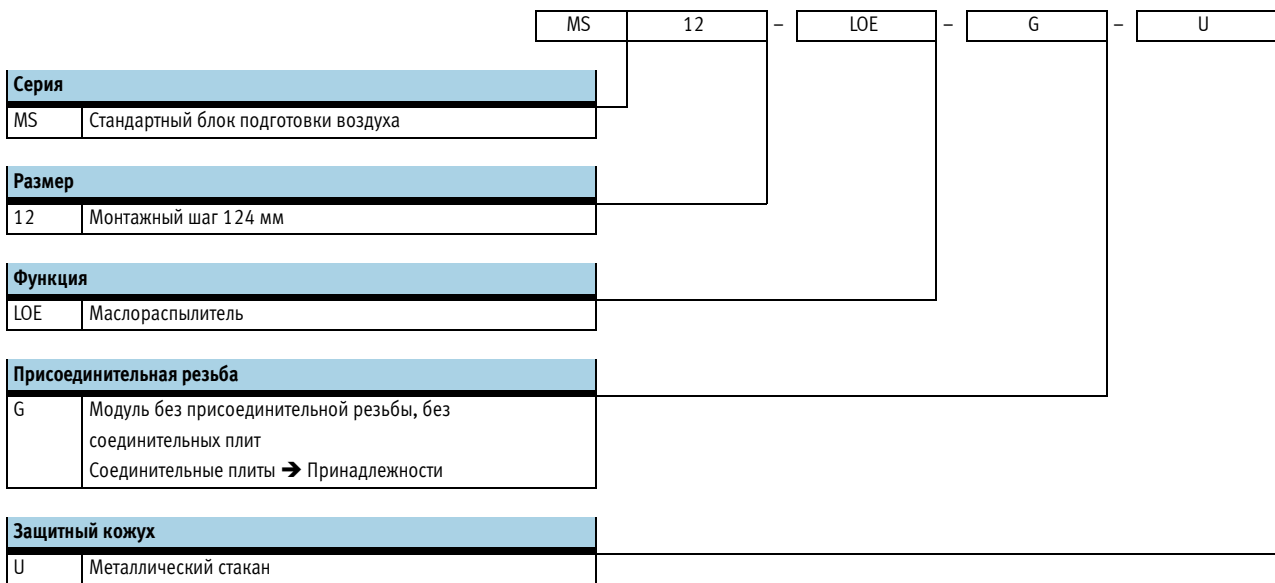 MS 12 – LOE – G – U
Серия
MS Стандартный блок подготовки воздуха
Размер
12 Монтажный шаг 124 мм
Функция
LOE Маслораспылитель
Присоединительная резьба
G Модуль без присоединительной резьбы, без
соединительных плит
Соединительные плиты ➔ Принадлежности
Защитный кожух
U Металлический стакан